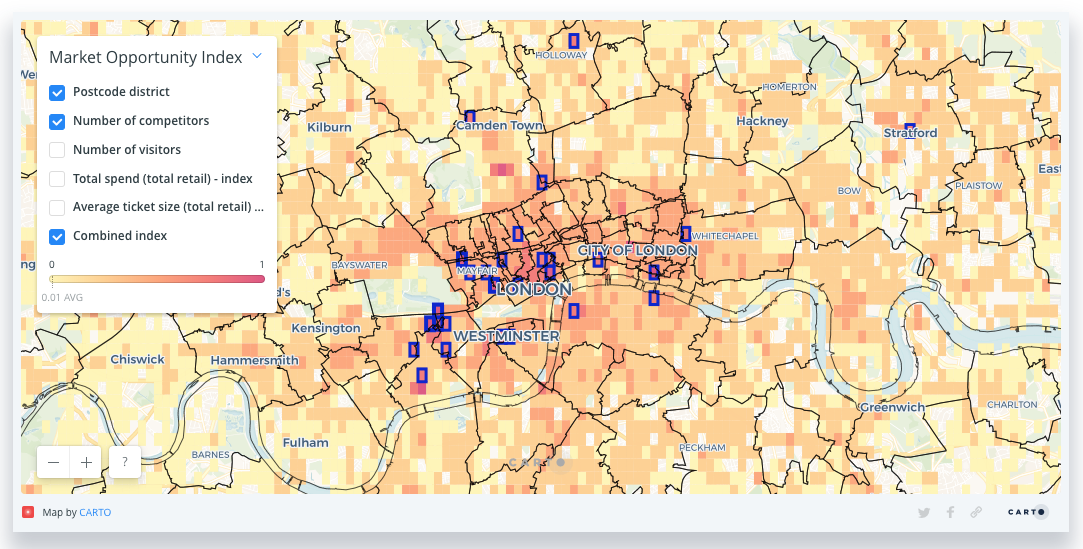 Market Opportunity Index
Postcode district
Number of competitors
Number of visitors
Total spend (total retail) - index
Average ticket size (total retail) ...
Combined index
0 1
0.01 AVG
HOLLOWAY
HOMERTON
Kilburn
Camden Town
Hackney
Stratford
East
BOW
PLAISTOW
WHITECHAPEL
CITY OF LONDON
BAYSWATER
MAYFAIR
LONDON
d's
Kensington
WESTMINSTER
Chiswick
Hammersmith
Greenwich
CHARLTON
Fulham
BARNES
PECKHAM
CARTO
?
Map by CARTO
CARTO